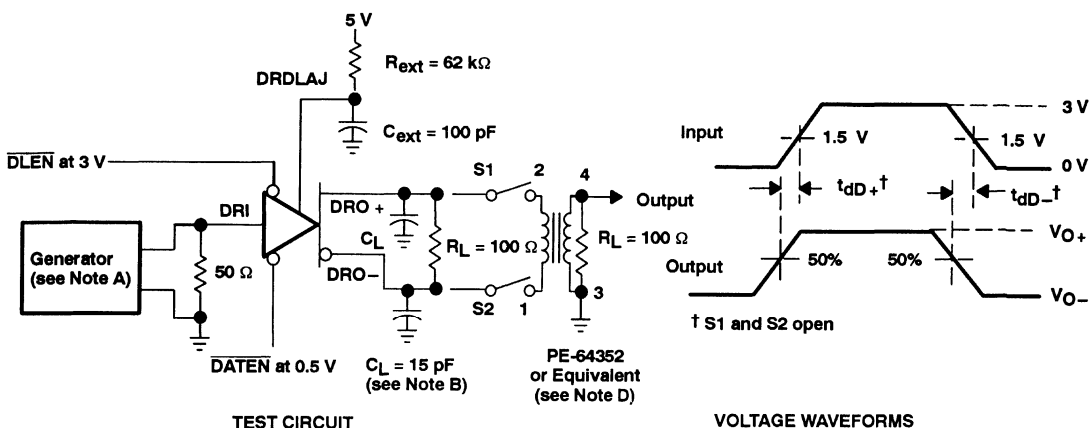 5 V
Rext = 62 kΩ
DRDLAJ
Cext = 100 pF
DLEN at 3 V
S1
2
4
DRI
DRO +
Output
Generator
(see Note A)
50 Ω
CL
RL = 100 Ω
RL = 100 Ω
DRO−
S2
1
3
DATEN at 0.5 V
CL = 15 pF
(see Note B)
PE-64352
or Equivalent
(see Note D)
TEST CIRCUIT
3 V
Input
1.5 V
1.5 V
0 V
tdD+†
tdD−†
VO+
Output
50%
50%
VO−
† S1 and S2 open
VOLTAGE WAVEFORMS